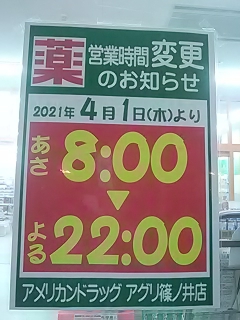 薬 営業時間変更
のお知らせ
2021年4月1日(木)より
あさ 8:00
▼
よる 22:00
アメリカンドラッグ アグリ篠ノ井店